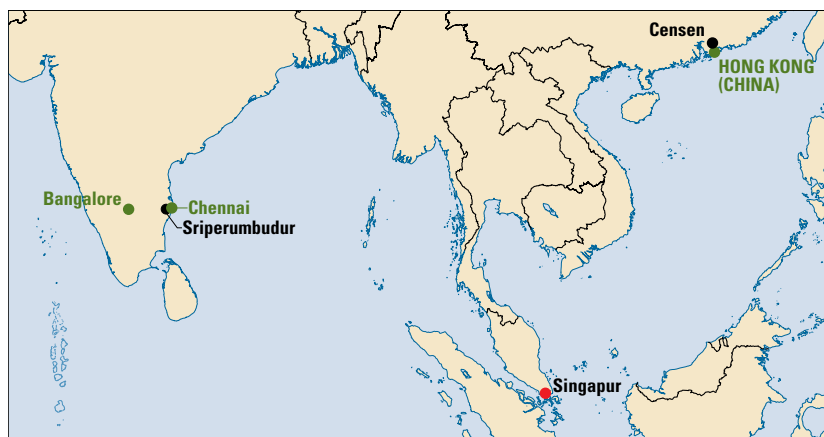 Censen
HONG KONG
(CHINA)
Bangalore
Chennai
Sriperumbudur
Singapur